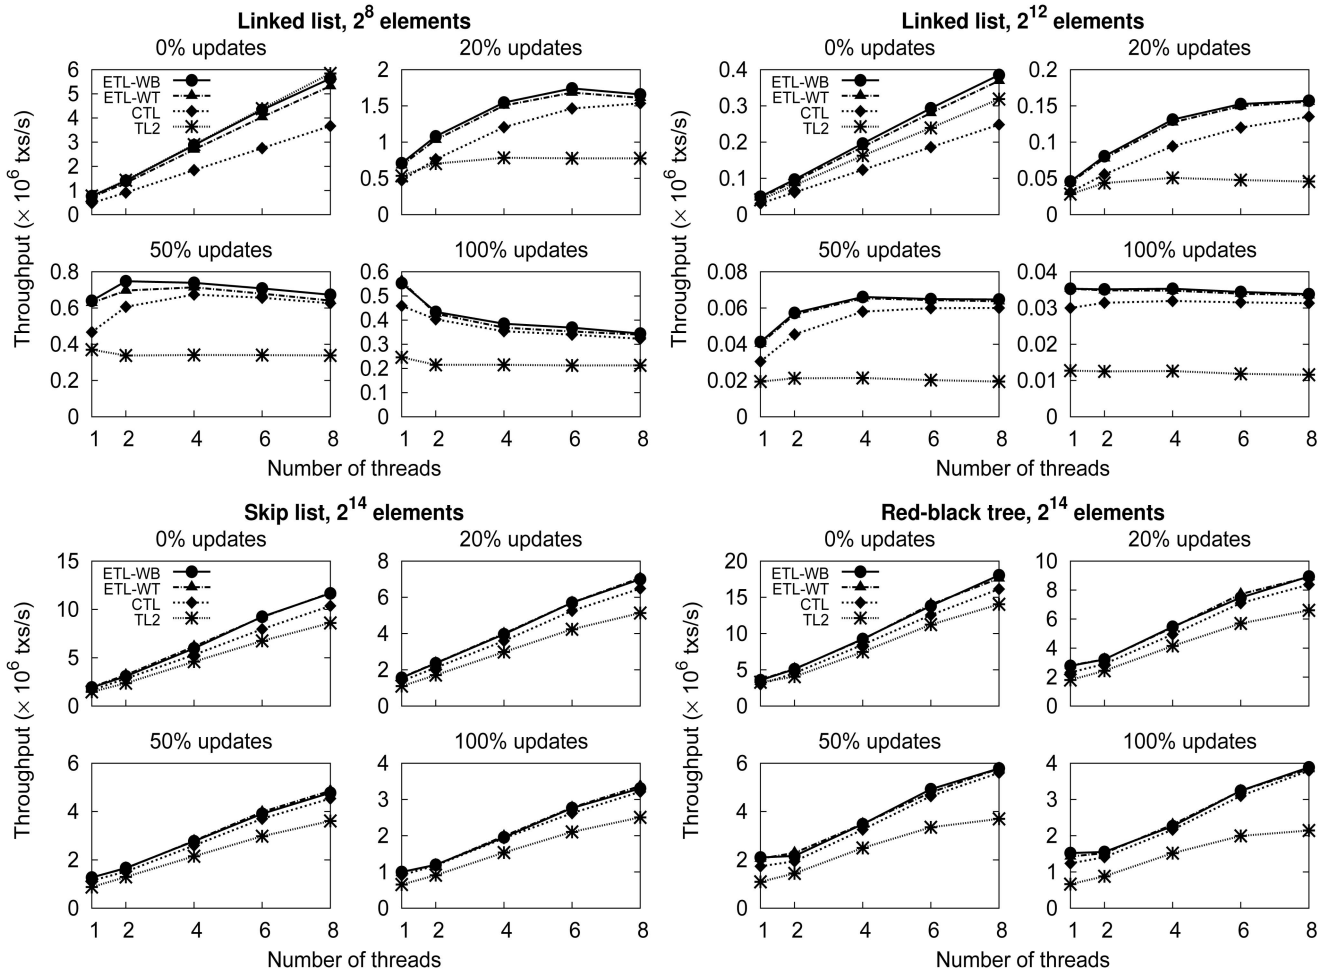 Linked list, 2^8 elements
0% updates
20% updates
Throughput (× 10^6 txs/s)
6
5
4
3
2
1
0
ETL-WB
ETL-WT
CTL
TL2
2
1.5
1
0.5
0
50% updates
100% updates
0.8
0.6
0.4
0.2
0
0.6
0.5
0.4
0.3
0.2
0.1
0
1 2 4 6 8
1 2 4 6 8
Number of threads
Number of threads
Linked list, 2^12 elements
0% updates
20% updates
Throughput (× 10^6 txs/s)
0.4
0.3
0.2
0.1
0
ETL-WB
ETL-WT
CTL
TL2
0.2
0.15
0.1
0.05
0
50% updates
100% updates
0.08
0.06
0.04
0.02
0
0.04
0.03
0.02
0.01
0
1 2 4 6 8
1 2 4 6 8
Number of threads
Number of threads
Skip list, 2^14 elements
0% updates
20% updates
Throughput (× 10^6 txs/s)
15
10
5
0
ETL-WB
ETL-WT
CTL
TL2
8
6
4
2
0
50% updates
100% updates
6
4
2
0
4
3
2
1
0
1 2 4 6 8
1 2 4 6 8
Number of threads
Number of threads
Red-black tree, 2^14 elements
0% updates
20% updates
Throughput (× 10^6 txs/s)
20
15
10
5
0
ETL-WB
ETL-WT
CTL
TL2
10
8
6
4
2
0
50% updates
100% updates
6
4
2
0
4
3
2
1
0
1 2 4 6 8
1 2 4 6 8
Number of threads
Number of threads